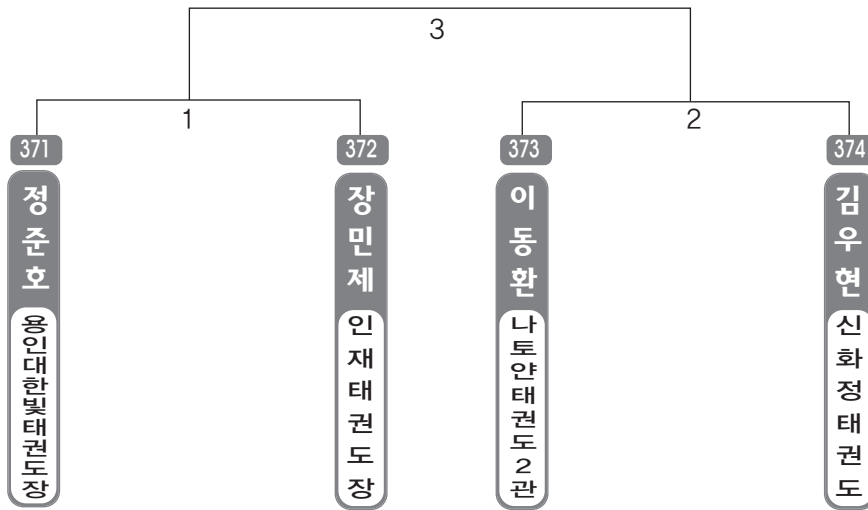 3
1
2
371
372
373
374
정준호
장민제
이동환
김우현
용인대한빛태권도장
인재태권도장
나토얀태권도2관
신화정태권도